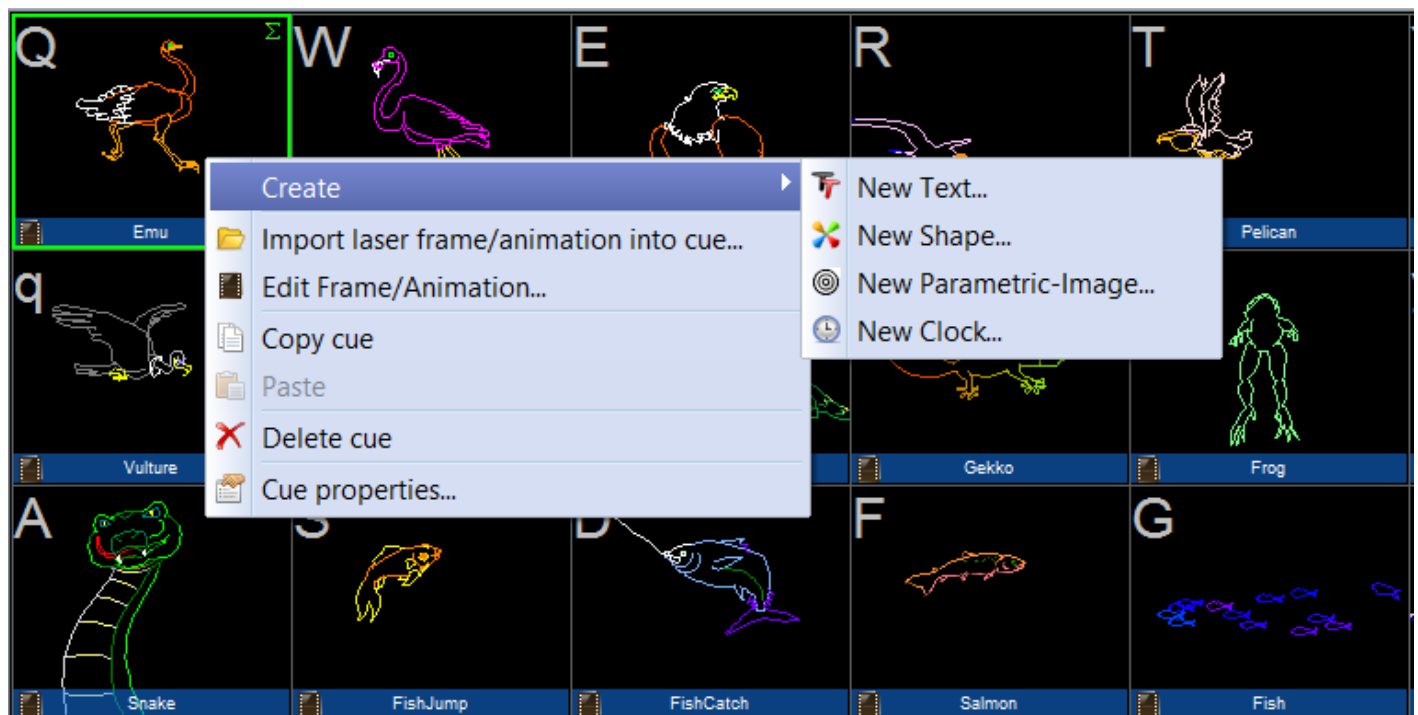 Q
Σ
W
E
R
T
Emu
Pelican
Create
New Text...
Import laser frame/animation into cue...
New Shape...
Edit Frame/Animation...
New Parametric-Image...
Copy cue
New Clock...
Paste
Delete cue
Cue properties...
q
Vulture
Gekko
Frog
A
S
D
F
G
Snake
FishJump
FishCatch
Salmon
Fish